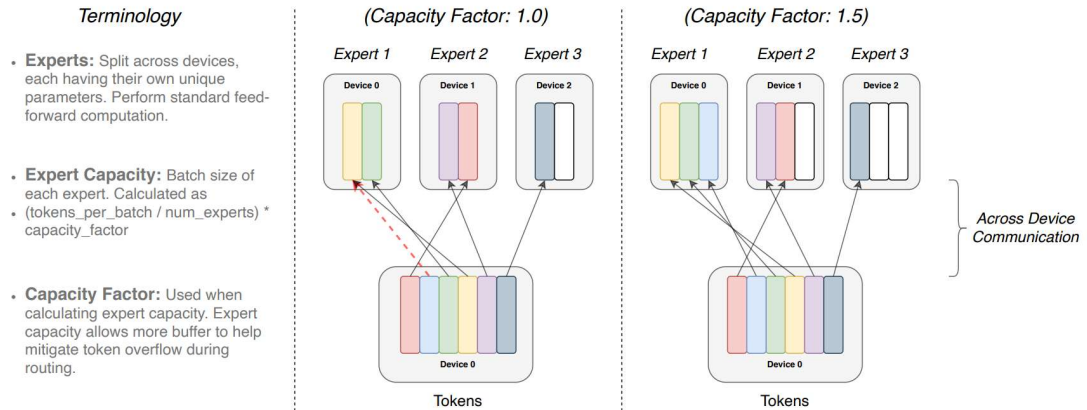 Terminology
• Experts: Split across devices,
each having their own unique
parameters. Perform standard feed-
forward computation.
• Expert Capacity: Batch size of
each expert. Calculated as
• (tokens_per_batch / num_experts) *
capacity_factor
• Capacity Factor: Used when
calculating expert capacity. Expert
capacity allows more buffer to help
mitigate token overflow during
routing.
(Capacity Factor: 1.0)
Expert 1 Expert 2 Expert 3
Device 0 Device 1 Device 2
Device 0
Tokens
(Capacity Factor: 1.5)
Expert 1 Expert 2 Expert 3
Device 0 Device 1 Device 2
Device 0
Tokens
Across Device
Communication